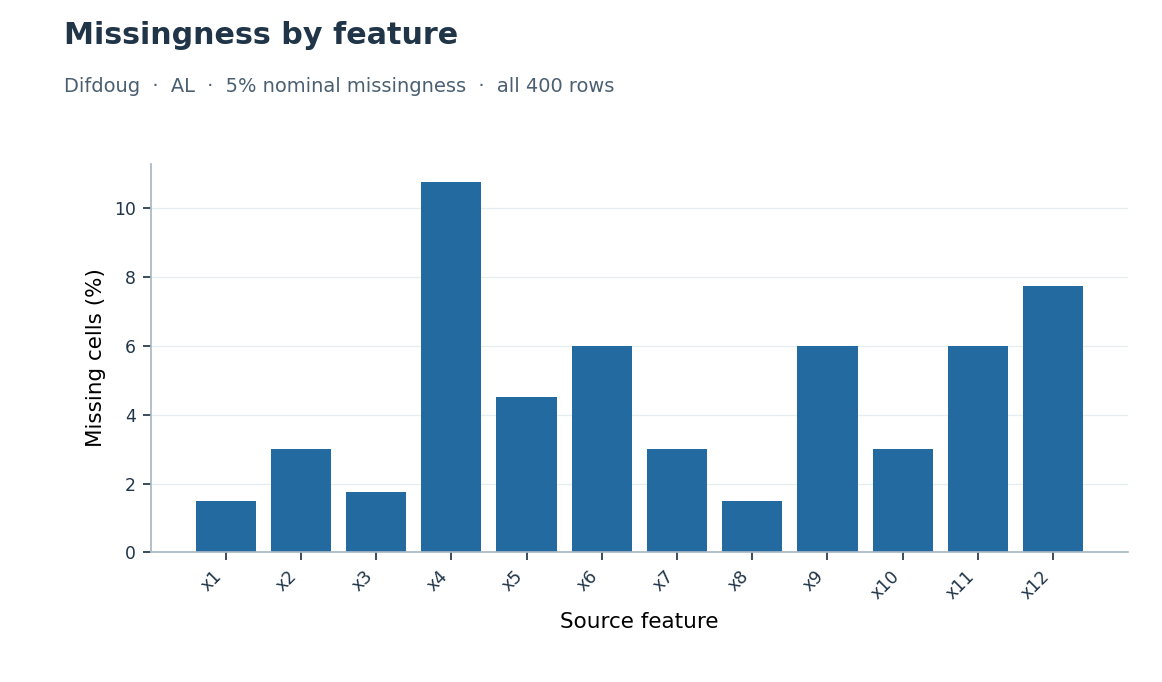 Missingness by feature
Difdoug · AL · 5% nominal missingness · all 400 rows
Missing cells (%)
10
8
6
4
2
0
x1 x2 x3 x4 x5 x6 x7 x8 x9 x10 x11 x12
Source feature